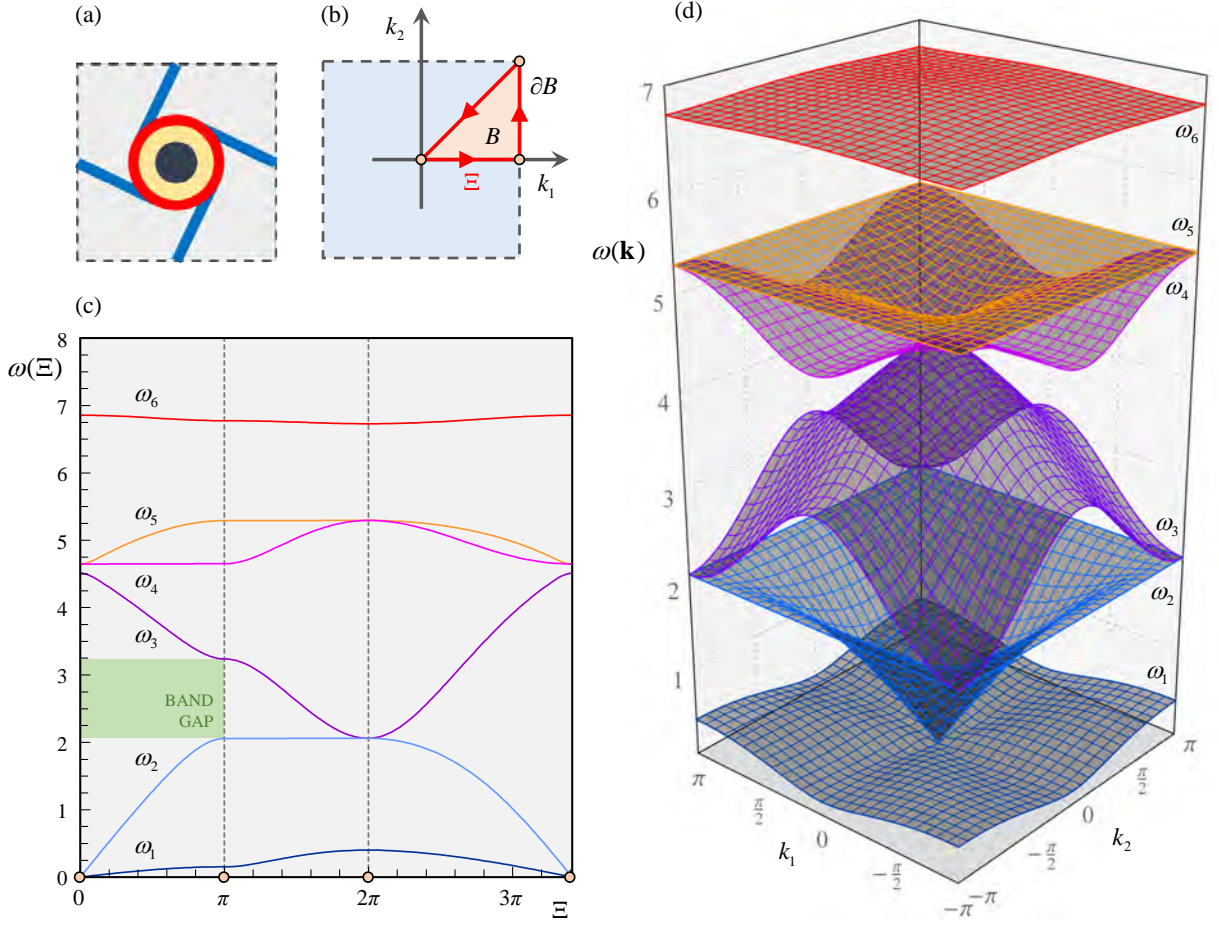 (a)
(b)
k₂
∂B
B
Ξ
k₁
(c)
ω(Ξ)
8
7
6
5
4
3
2
1
0
ω₆
ω₅
ω₄
ω₃
BAND
GAP
ω₂
ω₁
0
π
2π
3π
Ξ
(d)
ω(k)
7
6
5
4
3
2
1
ω₆
ω₅
ω₄
ω₃
ω₂
ω₁
π
π/2
0
-π/2
-π
k₁
-π
-π/2
0
π/2
π
k₂